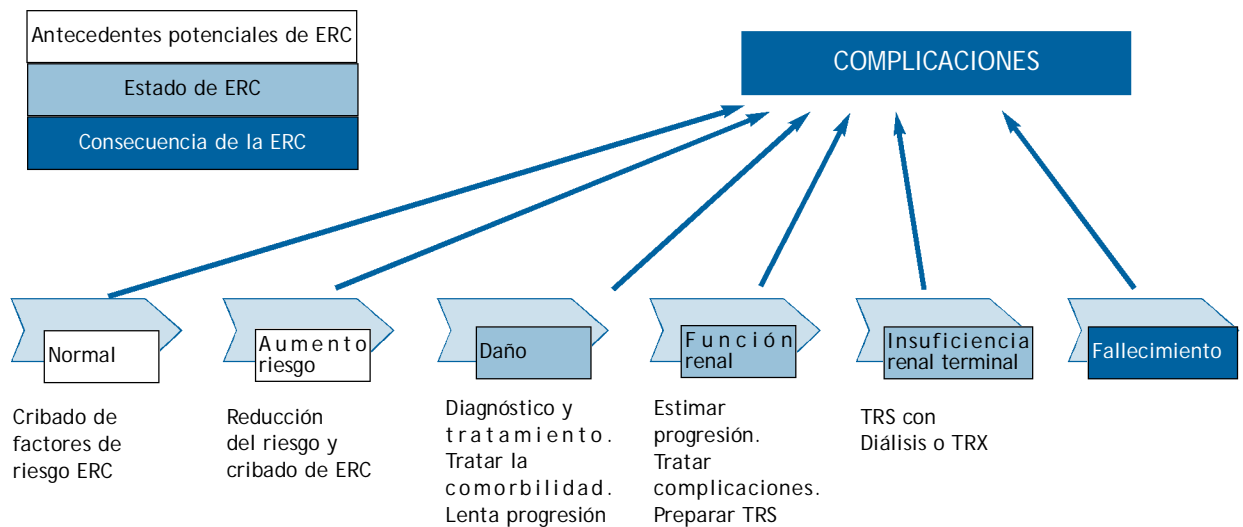 Antecedentes potenciales de ERC
Estado de ERC
Consecuencia de la ERC
COMPLICACIONES
Normal
Aumento
riesgo
Daño
Función
renal
Insuficiencia
renal terminal
Fallecimiento
Cribado de
factores de
riesgo ERC
Reducción
del riesgo y
cribado de ERC
Diagnóstico y
tratamiento.
Tratar la
comorbilidad.
Lenta progresión
Estimar
progresión.
Tratar
complicaciones.
Preparar TRS
TRS con
Diálisis o TRX